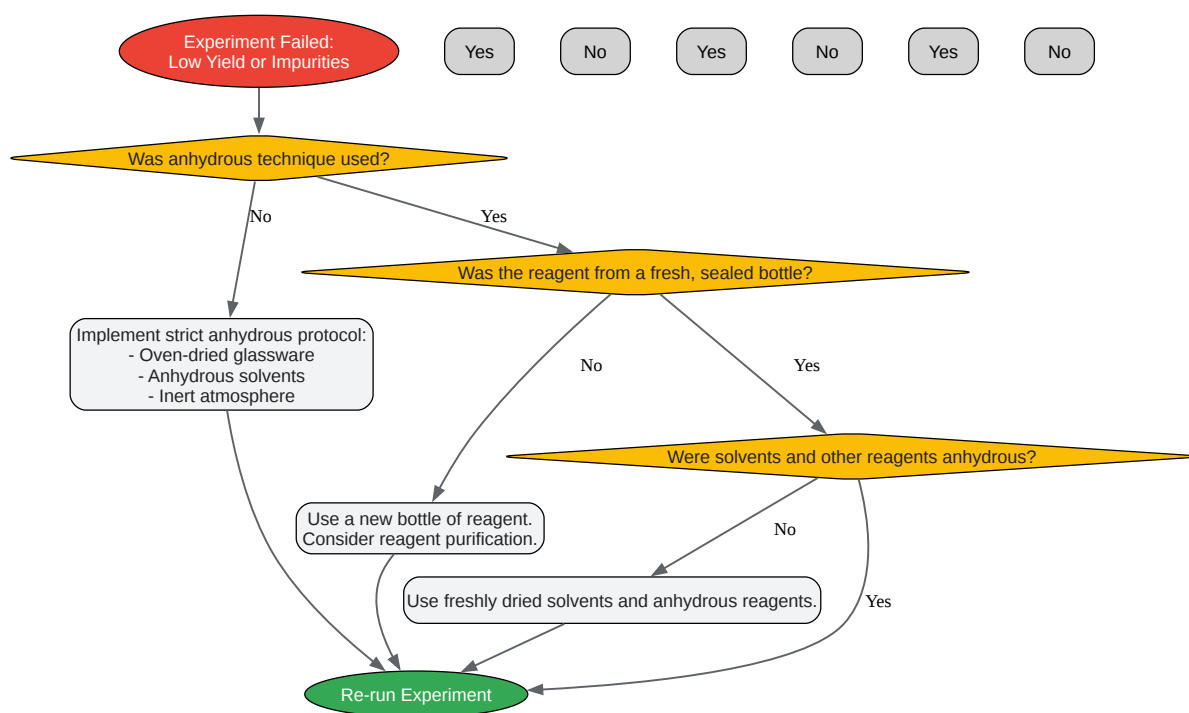 Experiment Failed:
Low Yield or Impurities
Yes
No
Yes
No
Yes
No
Was anhydrous technique used?
No
Yes
Was the reagent from a fresh, sealed bottle?
Implement strict anhydrous protocol:
- Oven-dried glassware
- Anhydrous solvents
- Inert atmosphere
No
Yes
Were solvents and other reagents anhydrous?
Use a new bottle of reagent.
Consider reagent purification.
No
Use freshly dried solvents and anhydrous reagents.
Yes
Re-run Experiment